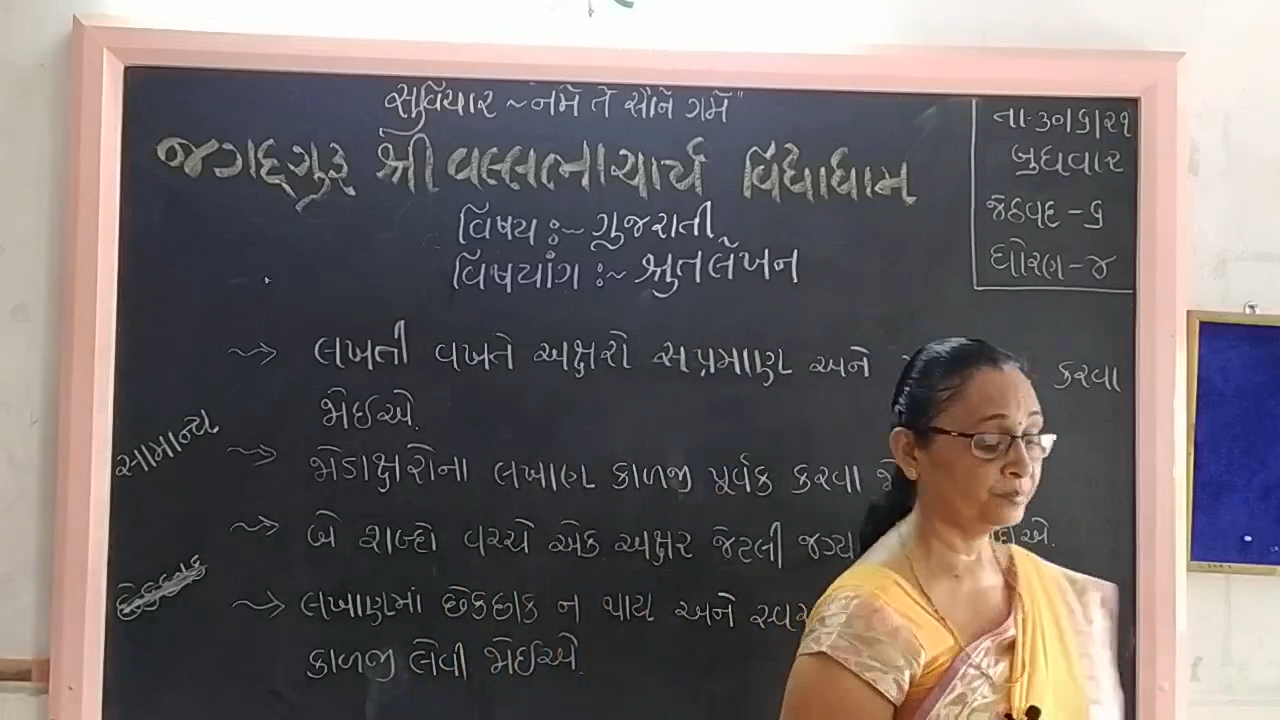 સુવિચાર ~ "નમે તે સૌને ગમે"
જગદ્ગુરૂ શ્રી વલ્લભાચાર્ય વિદ્યાધામ
વિષય :~ ગુજરાતી
વિષયાંગ :~ શ્રુતલેખન
તા-૩૦/૬/૨૧
બુધવાર
જેઠવદ - ૬
ધોરણ - ૪
→ લખતી વખતે અક્ષરો સપ્રમાણ અને કરવા
જોઈએ.
સામાન્ય
→ જોડાક્ષરોના લખાણ કાળજી પૂર્વક કરવા
→ બે શબ્દો વચ્ચે એક અક્ષર જેટલી
→ લખાણમાં છેકછાક ન થાય અને
કાળજી લેવી જોઈએ.